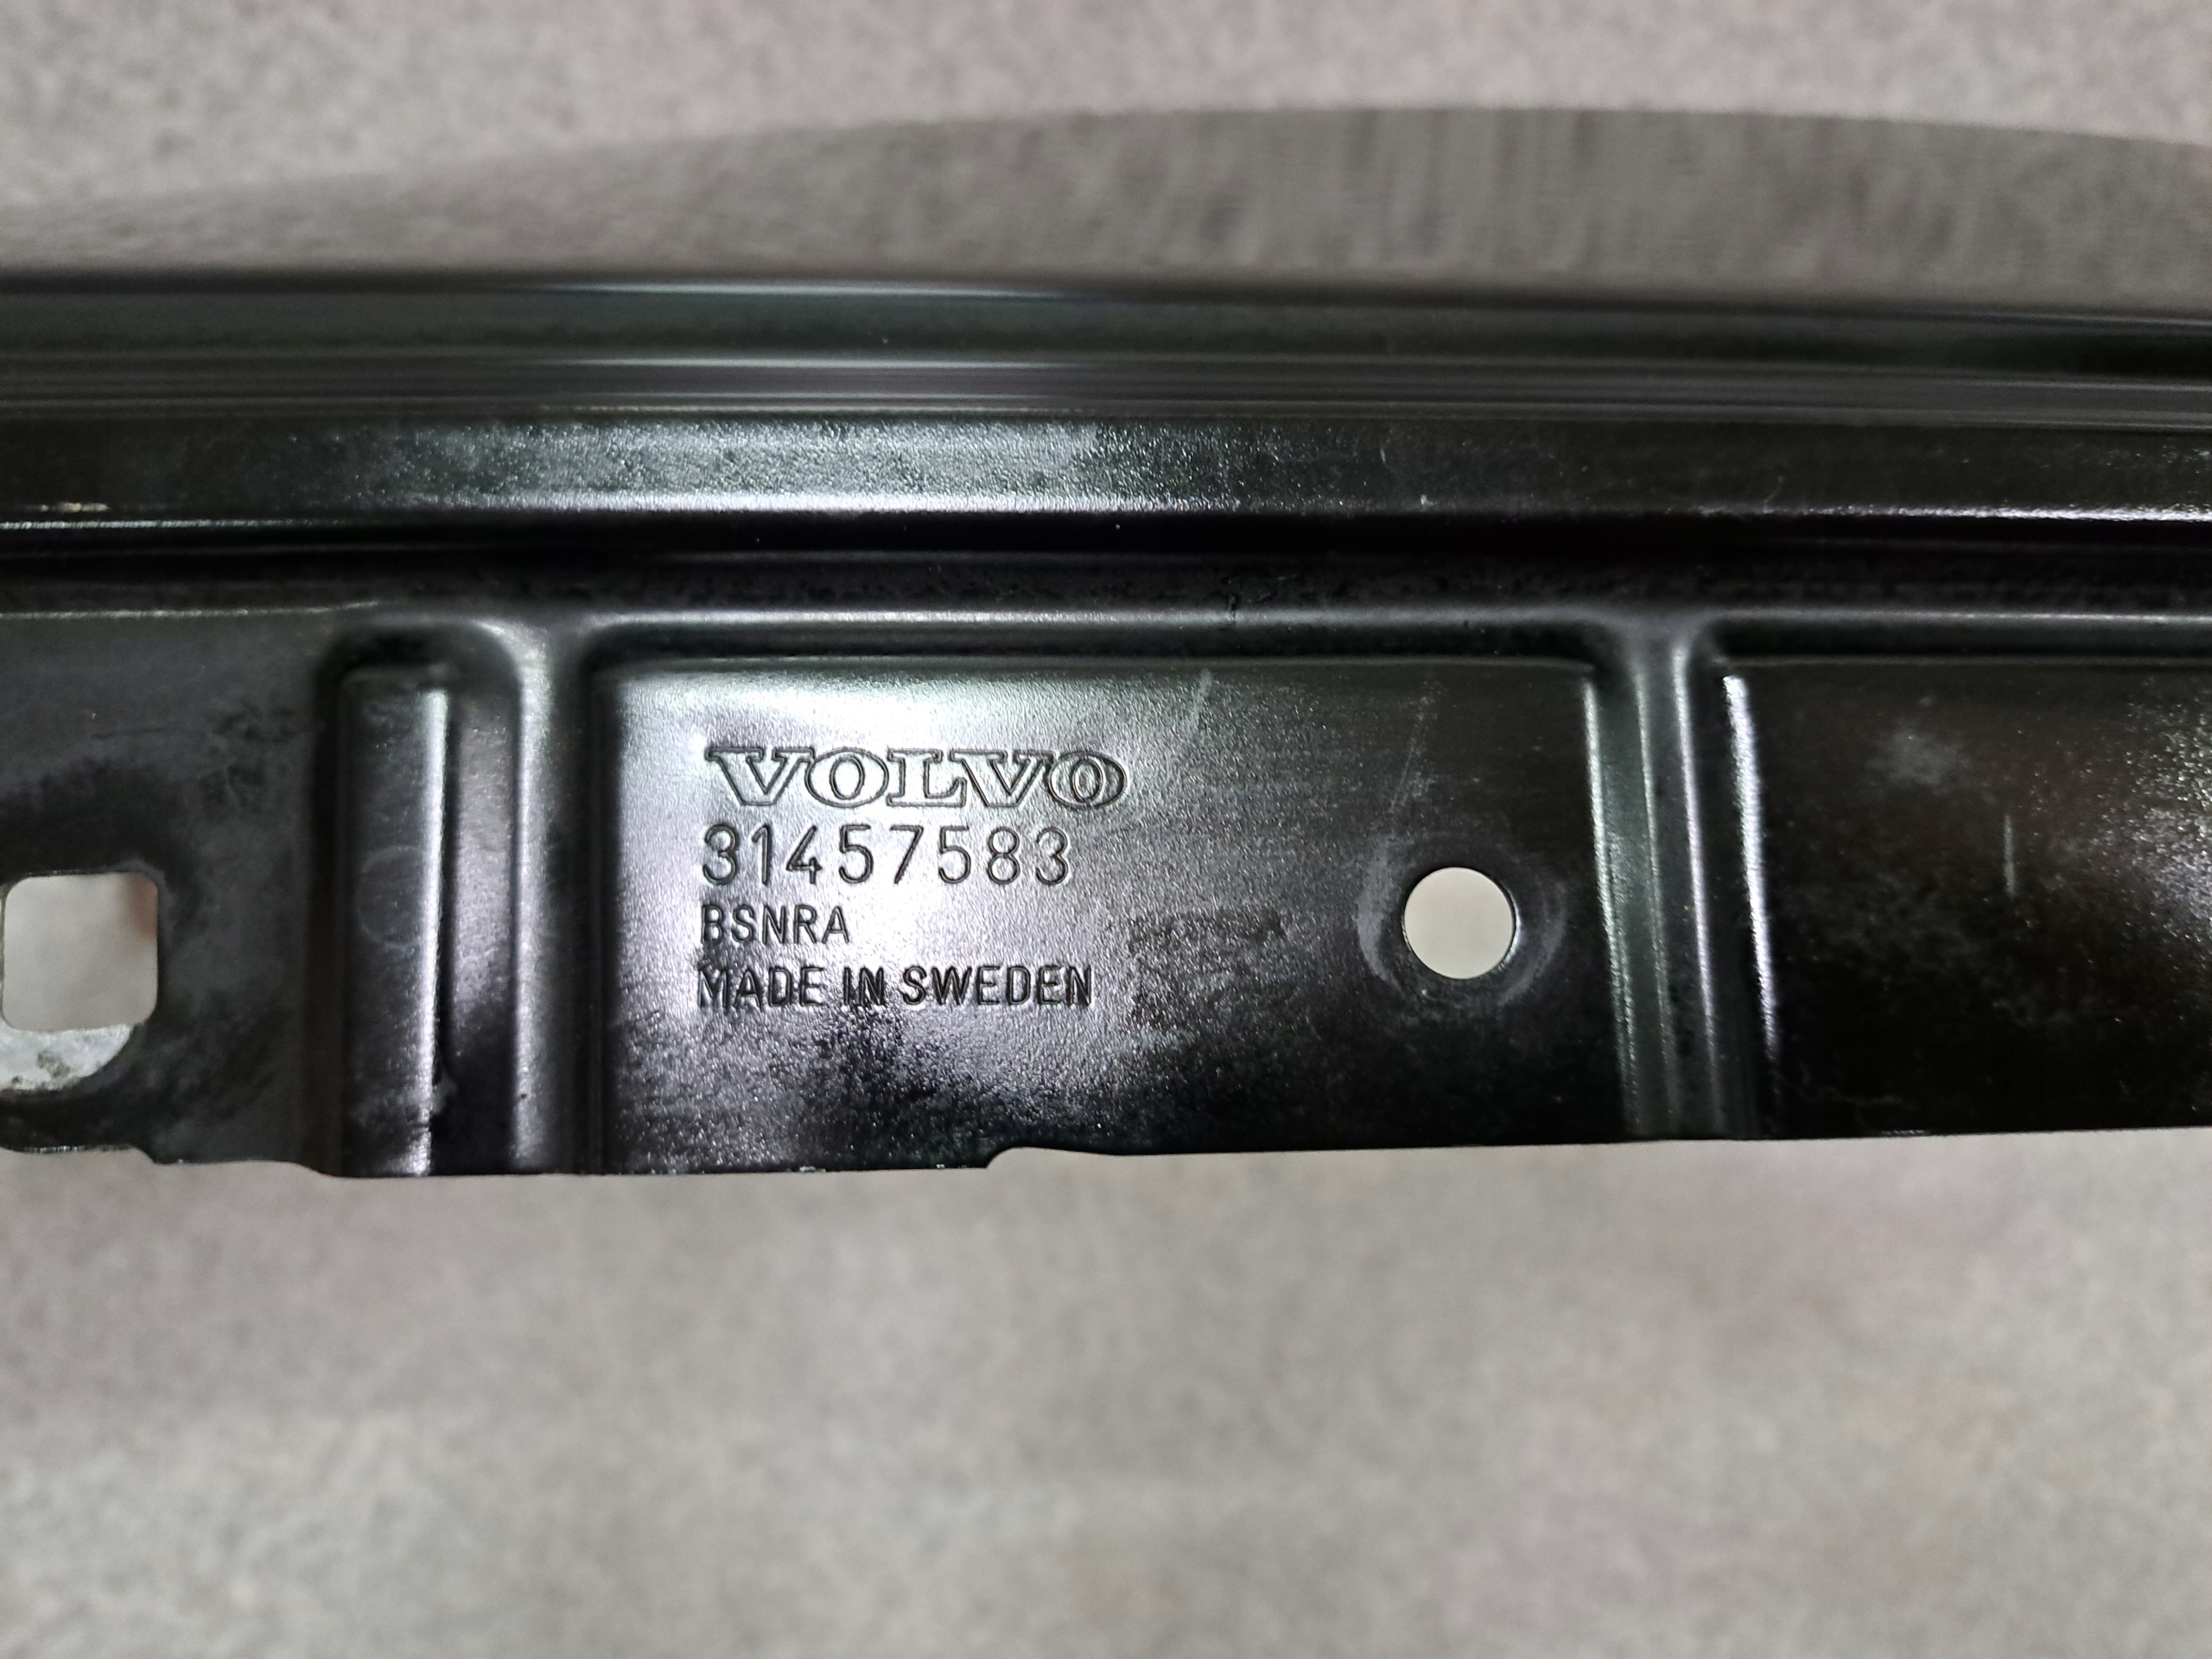 VOLVO
31457583
BSNRA
MADE IN SWEDEN